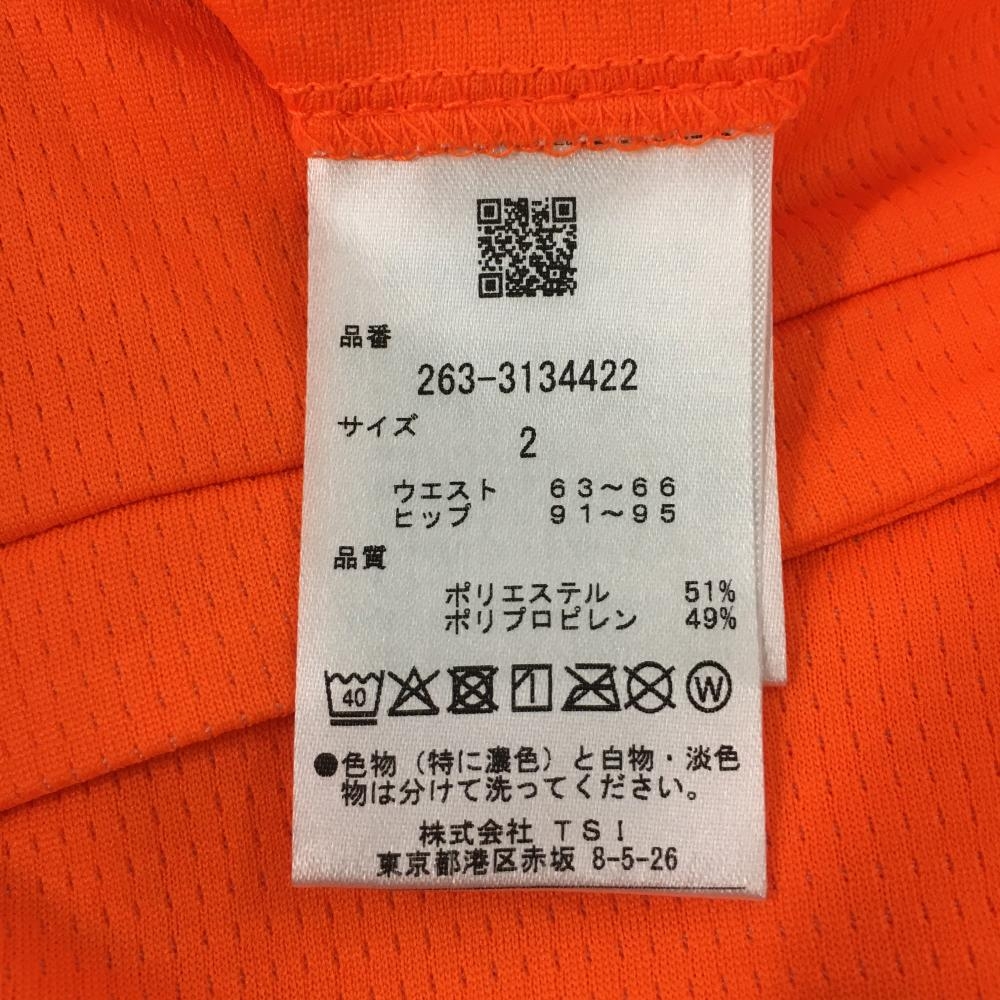 品番
263-3134422
サイズ
2
ウエスト 63～66
ヒップ 91～95
品質
ポリエステル 51%
ポリプロピレン 49%
40 W
●色物（特に濃色）と白物・淡色
物は分けて洗ってください。
株式会社 TSI
東京都港区赤坂 8-5-26